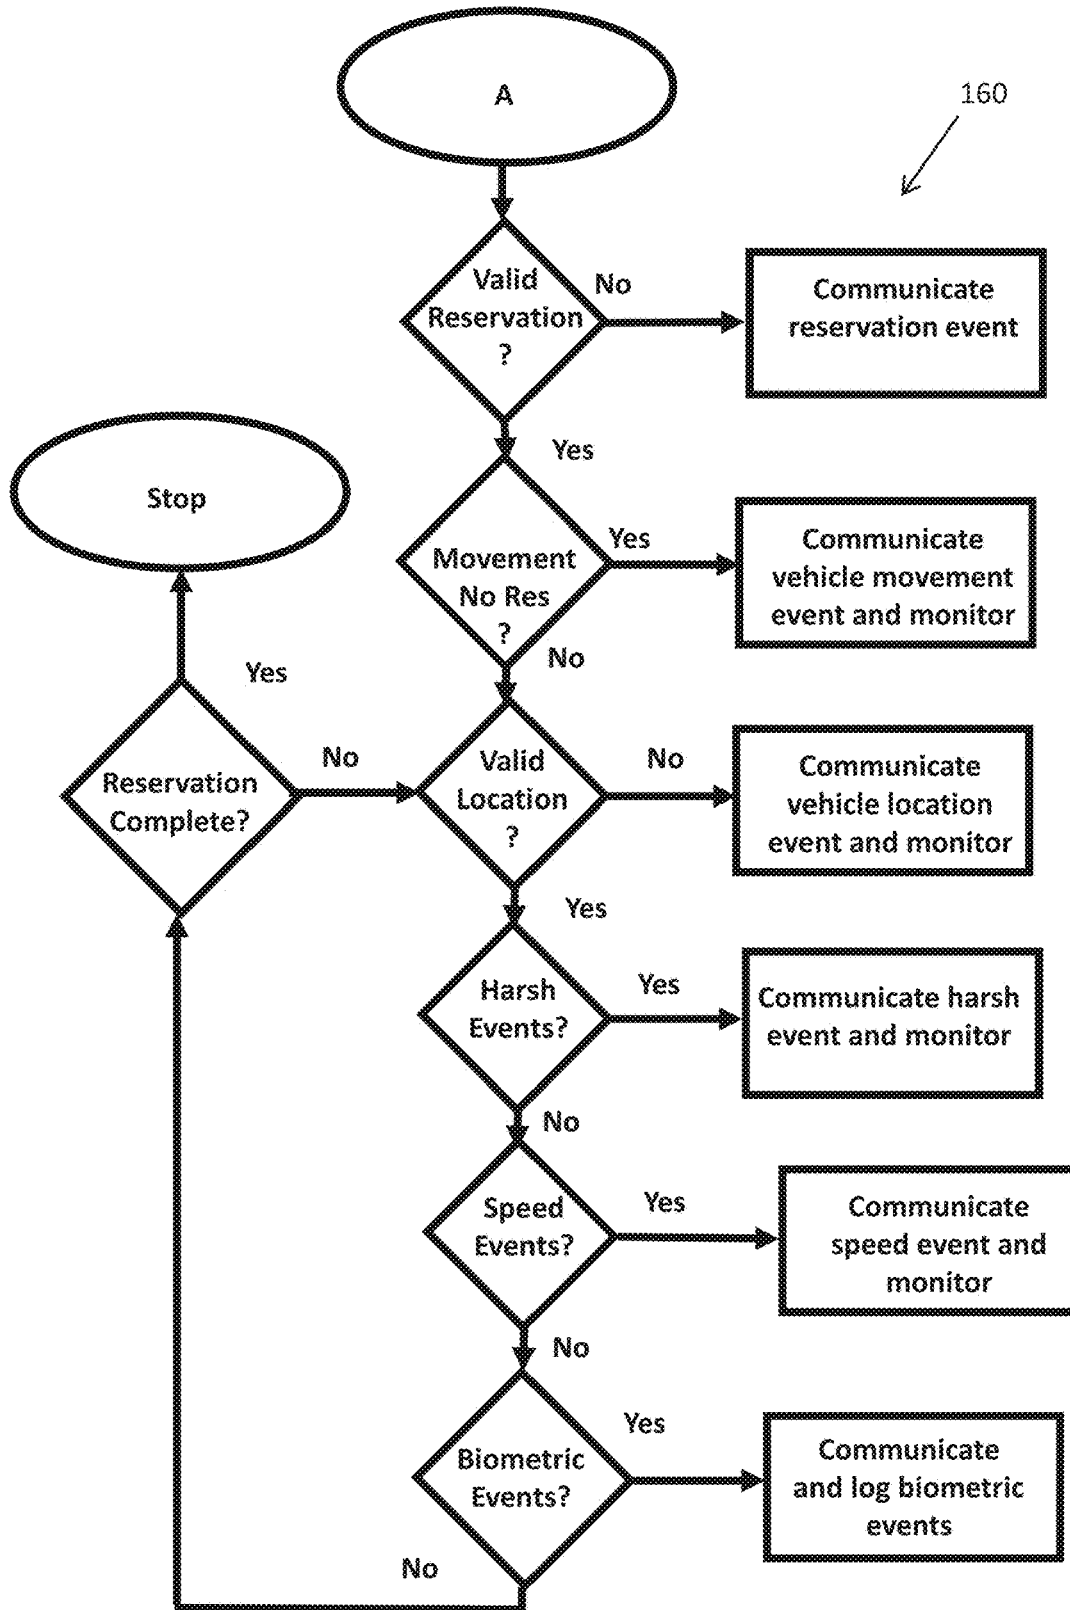 A
160
Valid
Reservation
?
No
Communicate
reservation event
Yes
Stop
Movement
No Res
?
Yes
Communicate
vehicle movement
event and monitor
No
Yes
Reservation
Complete?
No
Valid
Location
?
No
Communicate
vehicle location
event and monitor
Yes
Harsh
Events?
Yes
Communicate harsh
event and monitor
No
Speed
Events?
Yes
Communicate
speed event and
monitor
No
Biometric
Events?
Yes
Communicate
and log biometric
events
No